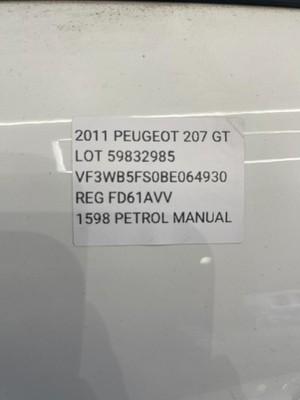 2011 PEUGEOT 207 GT
LOT 59832985
VF3WB5FS0BE064930
REG FD61AVV
1598 PETROL MANUAL